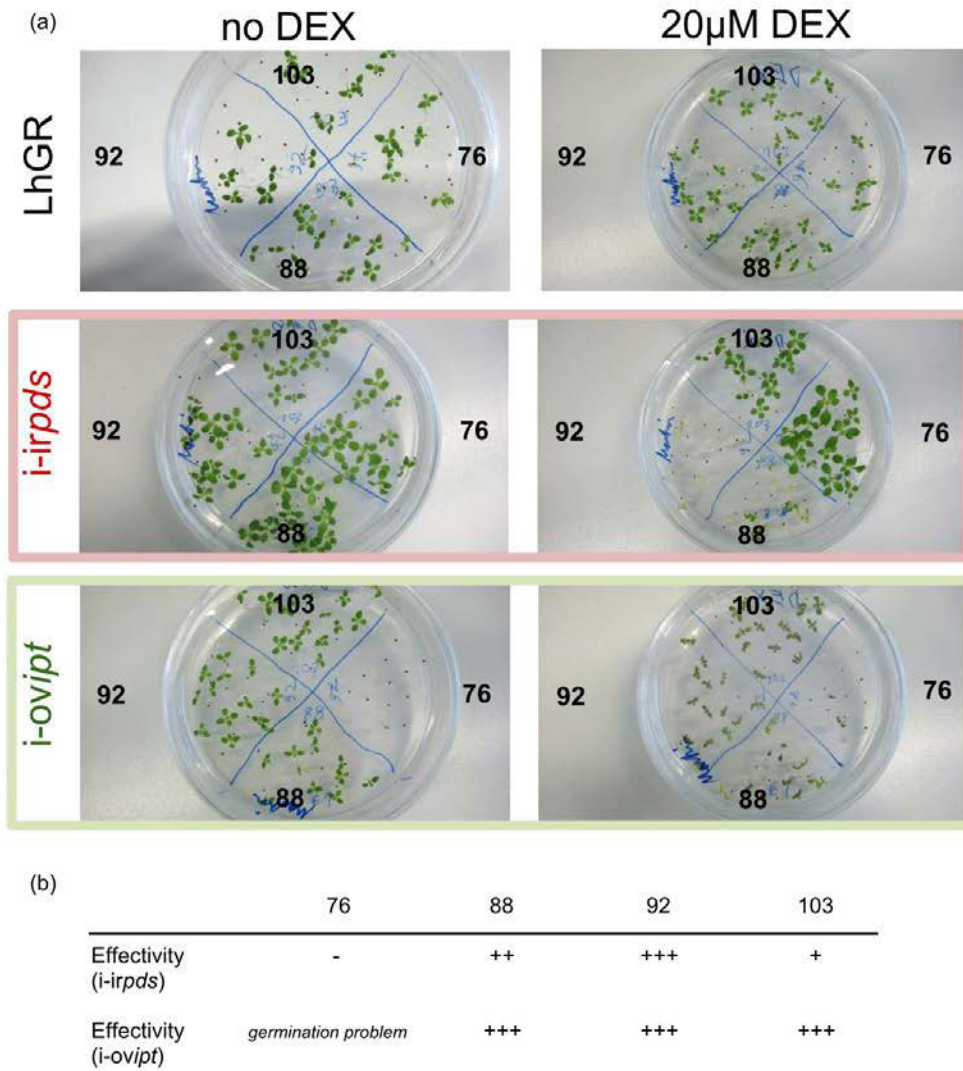 (a)
no DEX
20µM DEX
LhGR
103
92
76
88
103
92
76
88
i-irpds
103
92
76
88
103
92
76
88
i-ovipt
103
92
76
88
103
92
76
88
(b)
76 88 92 103
Effectivity - ++ +++ +
(i-irpds)
Effectivity germination problem +++ +++ +++
(i-ovipt)